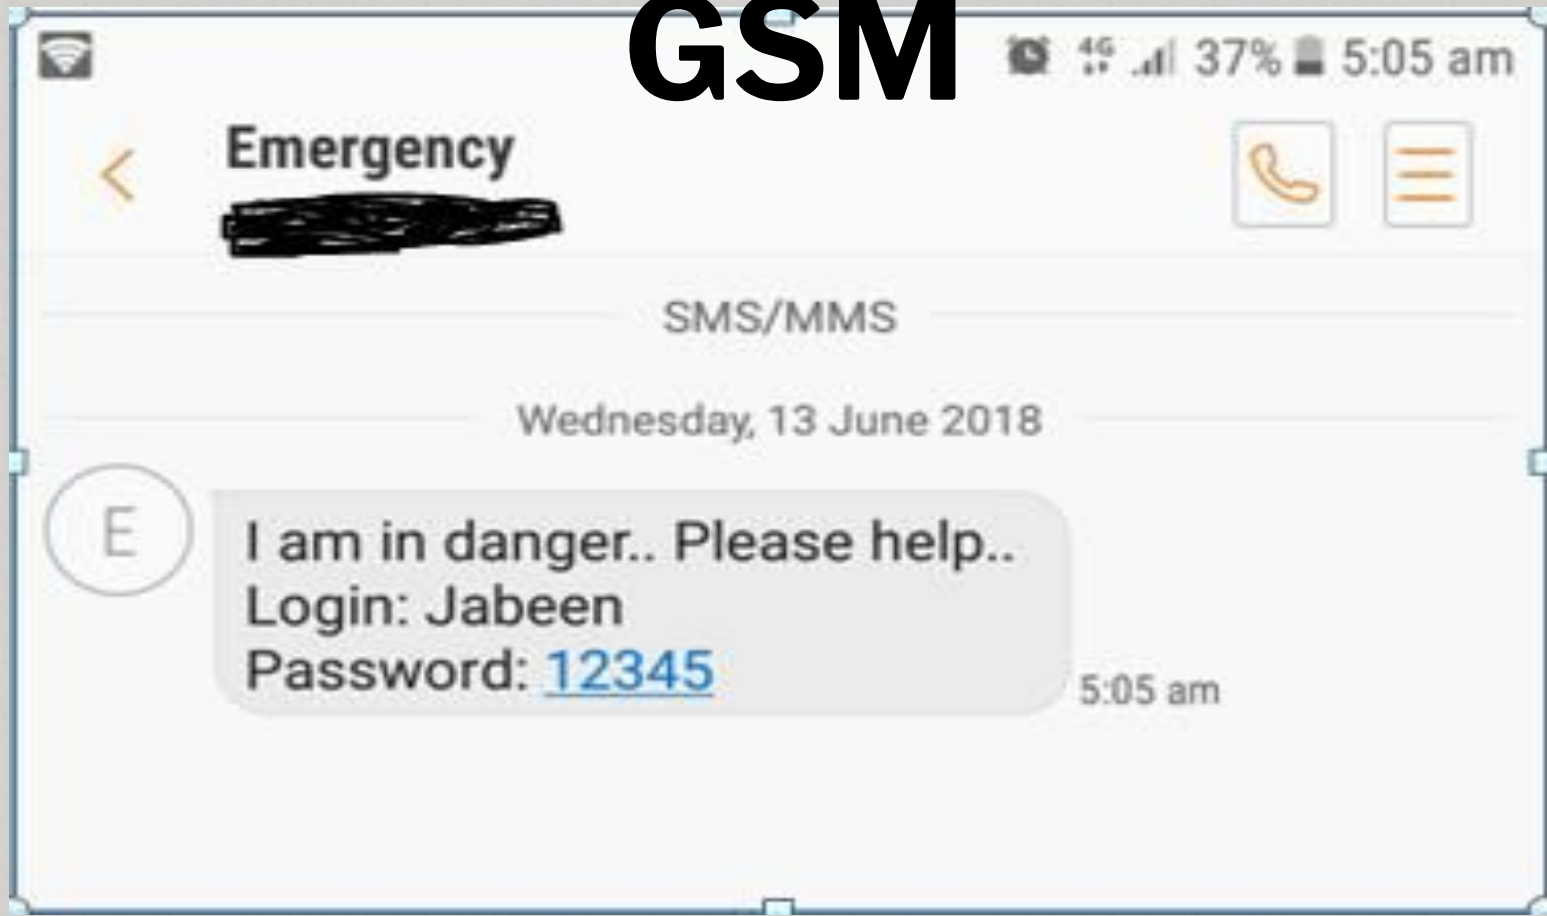 GSM
4G 37% 5:05 am
Emergency
SMS/MMS
Wednesday, 13 June 2018
E
I am in danger.. Please help..
Login: Jabeen
Password: 12345
5:05 am